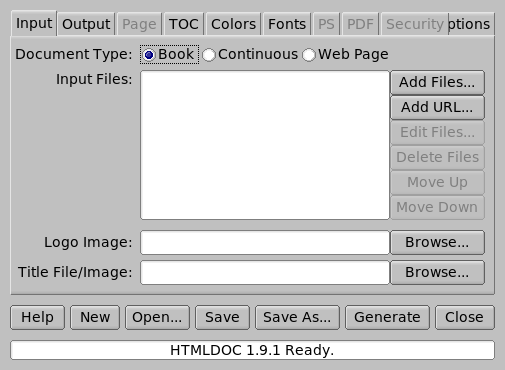 Input Output Page TOC Colors Fonts PS PDF Security ptions
Document Type: Book Continuous Web Page
Input Files: Add Files...
Add URL...
Edit Files...
Delete Files
Move Up
Move Down
Logo Image: Browse...
Title File/Image: Browse...
Help New Open... Save Save As... Generate Close
HTMLDOC 1.9.1 Ready.